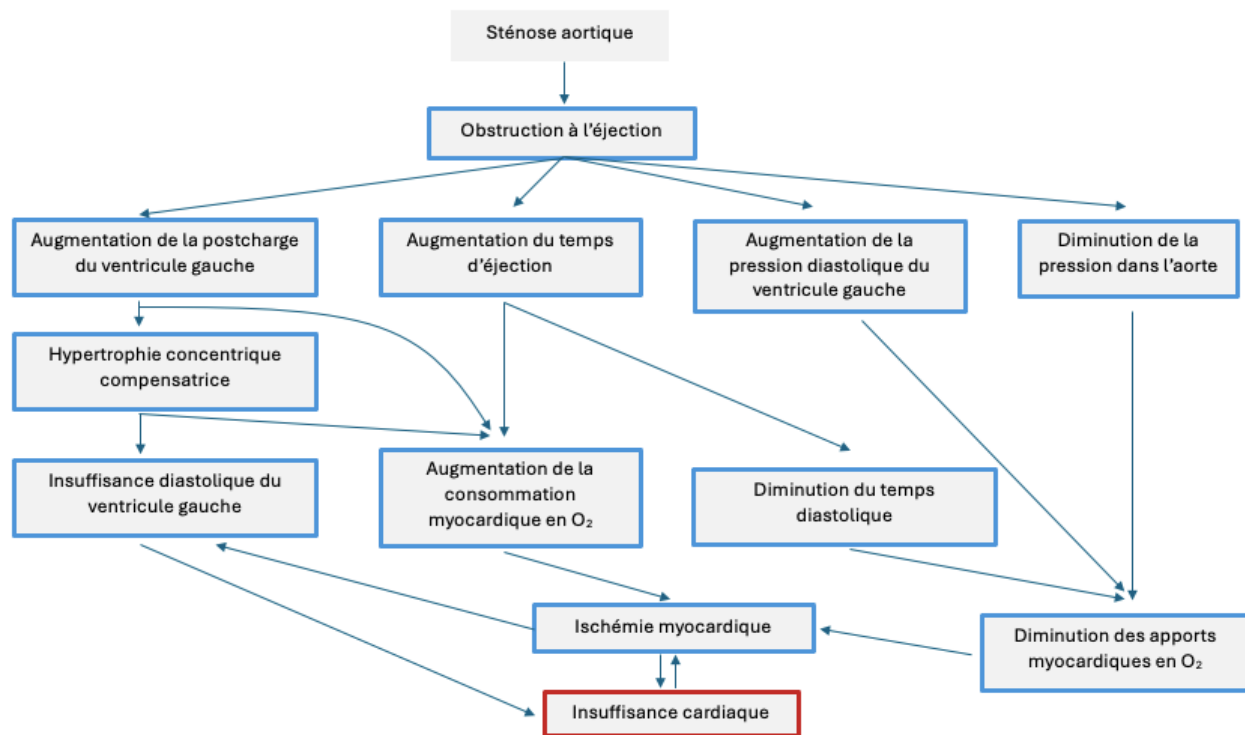 Sténose aortique
Obstruction à l'éjection
Augmentation de la postcharge
du ventricule gauche
Augmentation du temps
d'éjection
Augmentation de la
pression diastolique du
ventricule gauche
Diminution de la
pression dans l'aorte
Hypertrophie concentrique
compensatrice
Insuffisance diastolique du
ventricule gauche
Augmentation de la
consommation
myocardique en O₂
Diminution du temps
diastolique
Ischémie myocardique
Diminution des apports
myocardiques en O₂
Insuffisance cardiaque